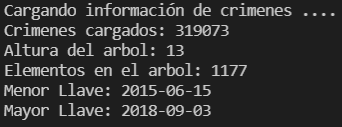 Cargando información de crimenes ....
Crimenes cargados: 319073
Altura del arbol: 13
Elementos en el arbol: 1177
Menor Llave: 2015-06-15
Mayor Llave: 2018-09-03